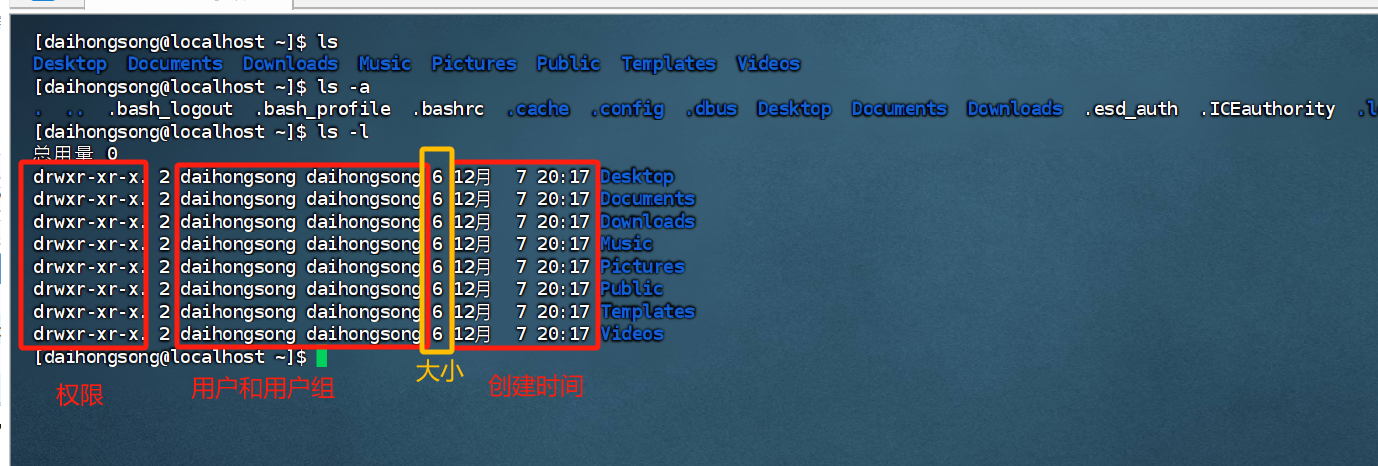 [daihongsong@localhost ~]$ ls
Desktop  Documents  Downloads  Music  Pictures  Public  Templates  Videos
[daihongsong@localhost ~]$ ls -a
.  ..  .bash_logout  .bash_profile  .bashrc  .cache  .config  .dbus  Desktop  Documents  Downloads  .esd_auth  .ICEauthority
[daihongsong@localhost ~]$ ls -l
总用量 0
drwxr-xr-x. 2 daihongsong daihongsong 6 12月  7 20:17 Desktop
drwxr-xr-x. 2 daihongsong daihongsong 6 12月  7 20:17 Documents
drwxr-xr-x. 2 daihongsong daihongsong 6 12月  7 20:17 Downloads
drwxr-xr-x. 2 daihongsong daihongsong 6 12月  7 20:17 Music
drwxr-xr-x. 2 daihongsong daihongsong 6 12月  7 20:17 Pictures
drwxr-xr-x. 2 daihongsong daihongsong 6 12月  7 20:17 Public
drwxr-xr-x. 2 daihongsong daihongsong 6 12月  7 20:17 Templates
drwxr-xr-x. 2 daihongsong daihongsong 6 12月  7 20:17 Videos
[daihongsong@localhost ~]$
权限 用户和用户组 大小 创建时间